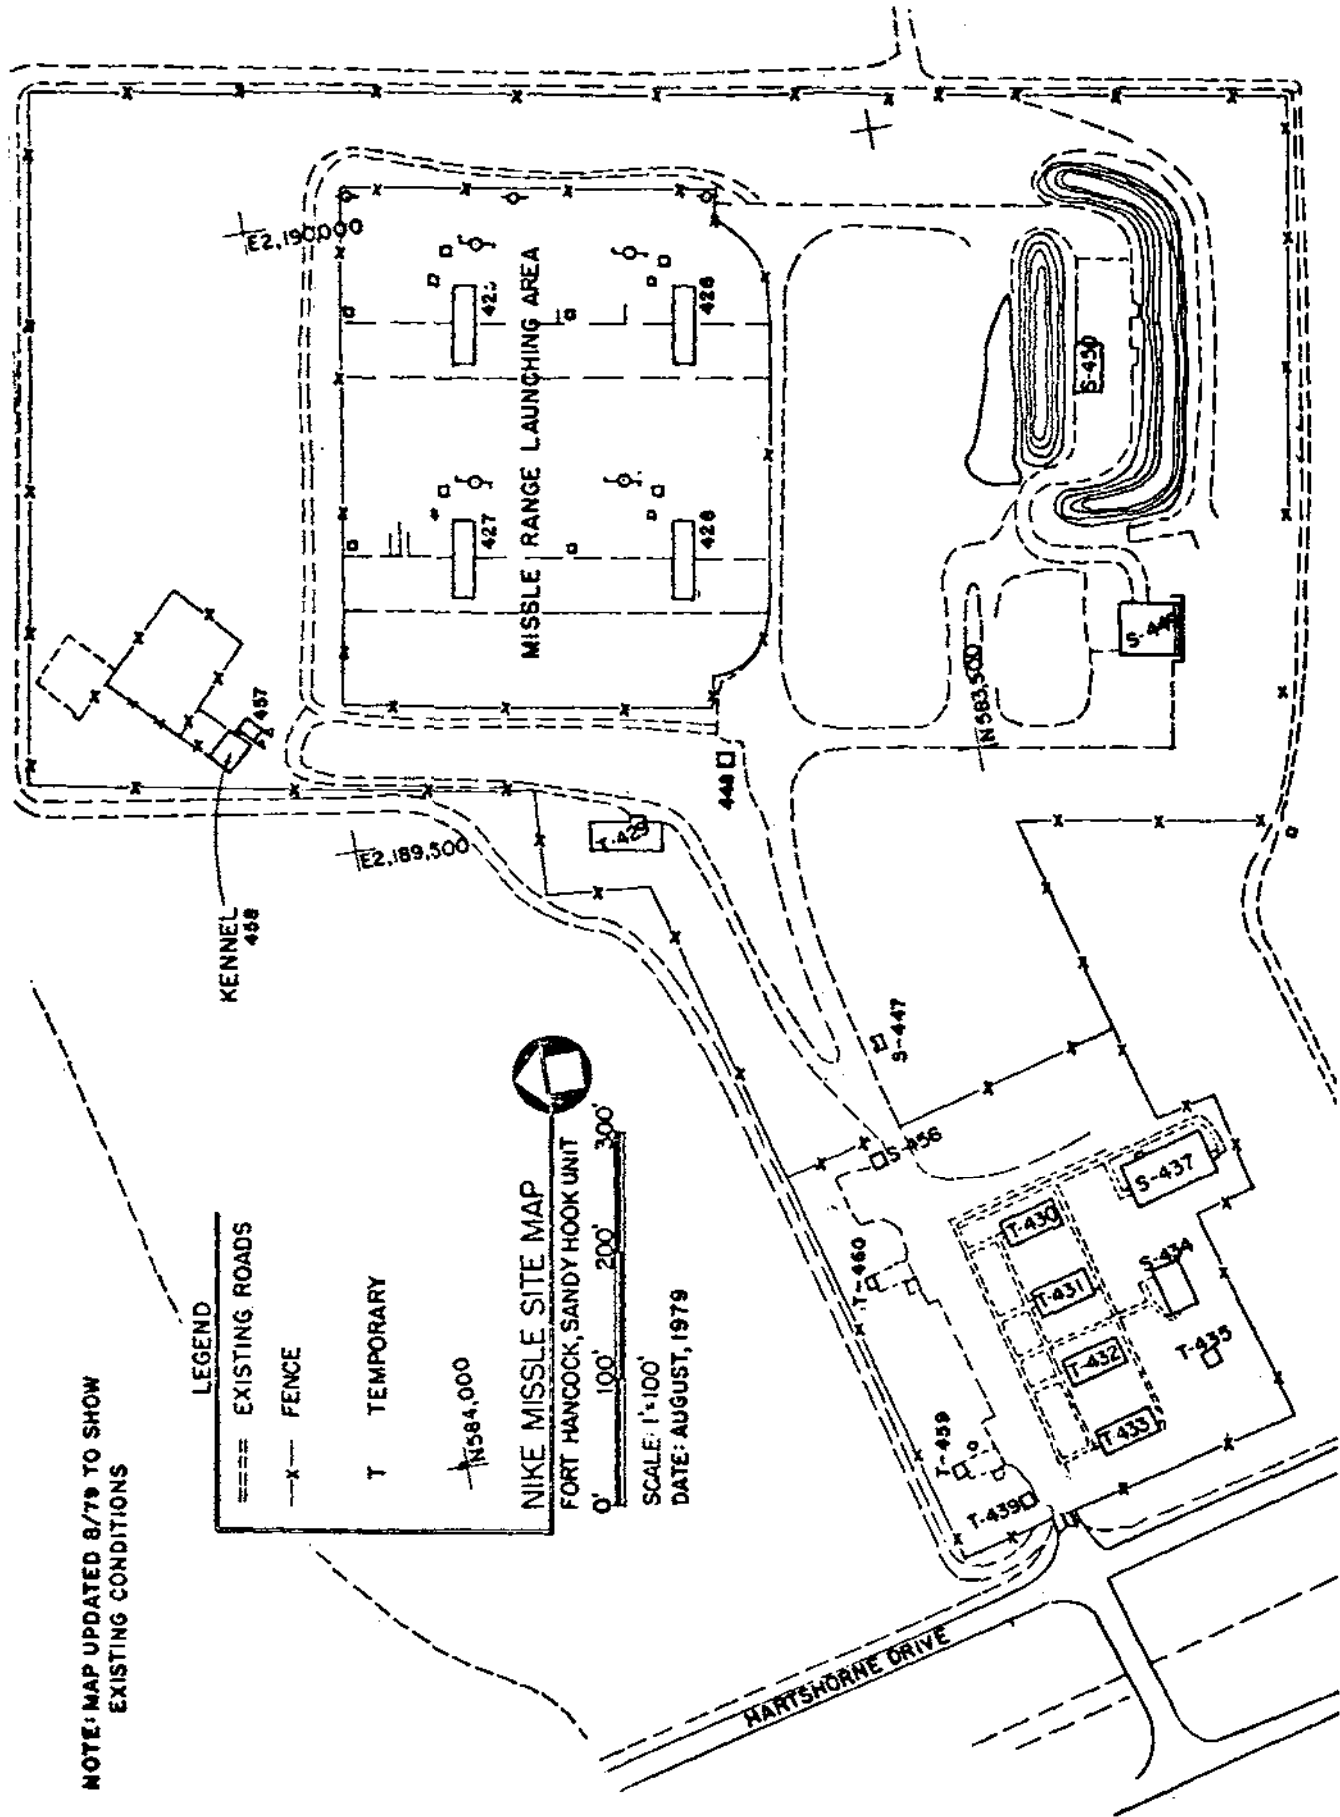 NOTE: MAP UPDATED 8/79 TO SHOW
EXISTING CONDITIONS
LEGEND
EXISTING ROADS
FENCE
T TEMPORARY
N584,000
NIKE MISSLE SITE MAP
FORT HANCOCK, SANDY HOOK UNIT
0' 100' 200' 300'
SCALE: 1"=100'
DATE: AUGUST, 1979
KENNEL
458
457
E2,190,000
E2,189,500
MISSLE RANGE LAUNCHING AREA
427
428
426
T-429
448
S-450
N583,500
S-447
S-456
T-460
T-459
T-439
T-430
T-431
T-432
T-433
S-437
S-434
T-435
HARTSHORNE DRIVE